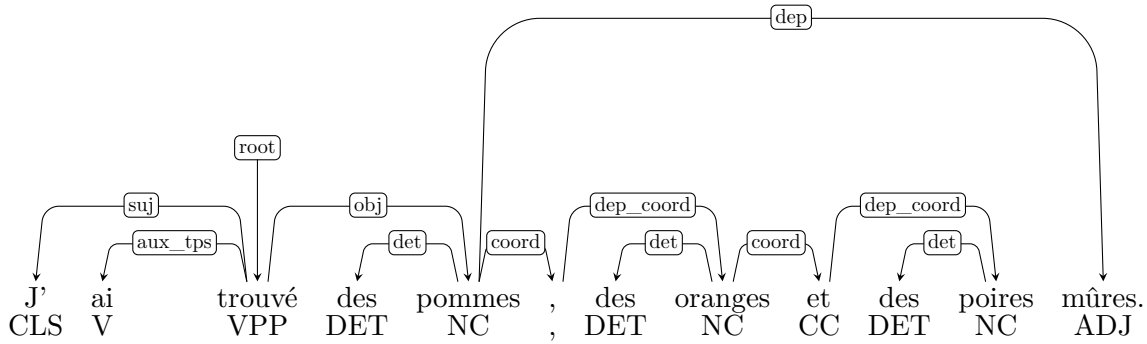 dep
root
suj obj dep_coord dep_coord
aux_tps det coord det coord det
J' ai trouvé des pommes , des oranges et des poires mûres.
CLS V VPP DET NC , DET NC CC DET NC ADJ